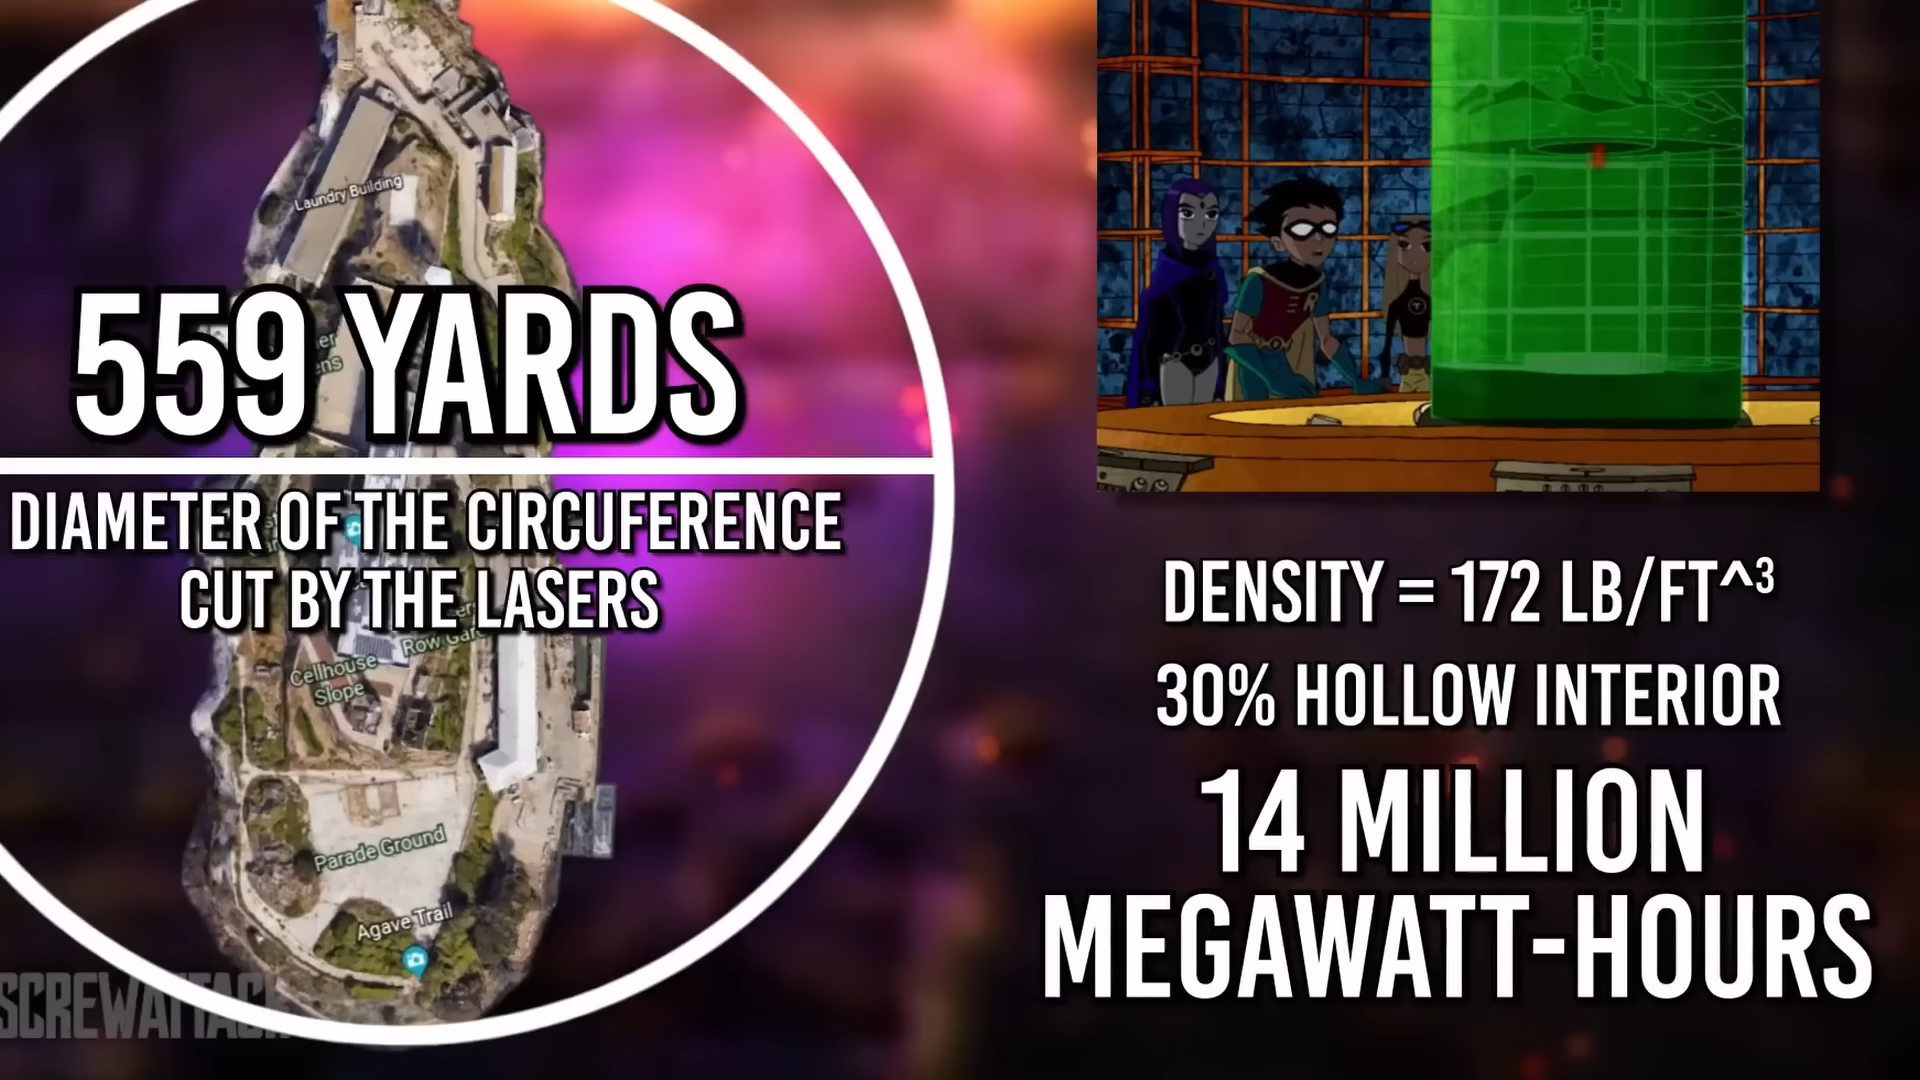 Laundry Building
559 YARDS
DIAMETER OF THE CIRCUFERENCE
CUT BY THE LASERS
Cellhouse
Slope
Parade Ground
Agave Trail
SCREWATTACK
DENSITY = 172 LB/FT^³
30% HOLLOW INTERIOR
14 MILLION
MEGAWATT-HOURS